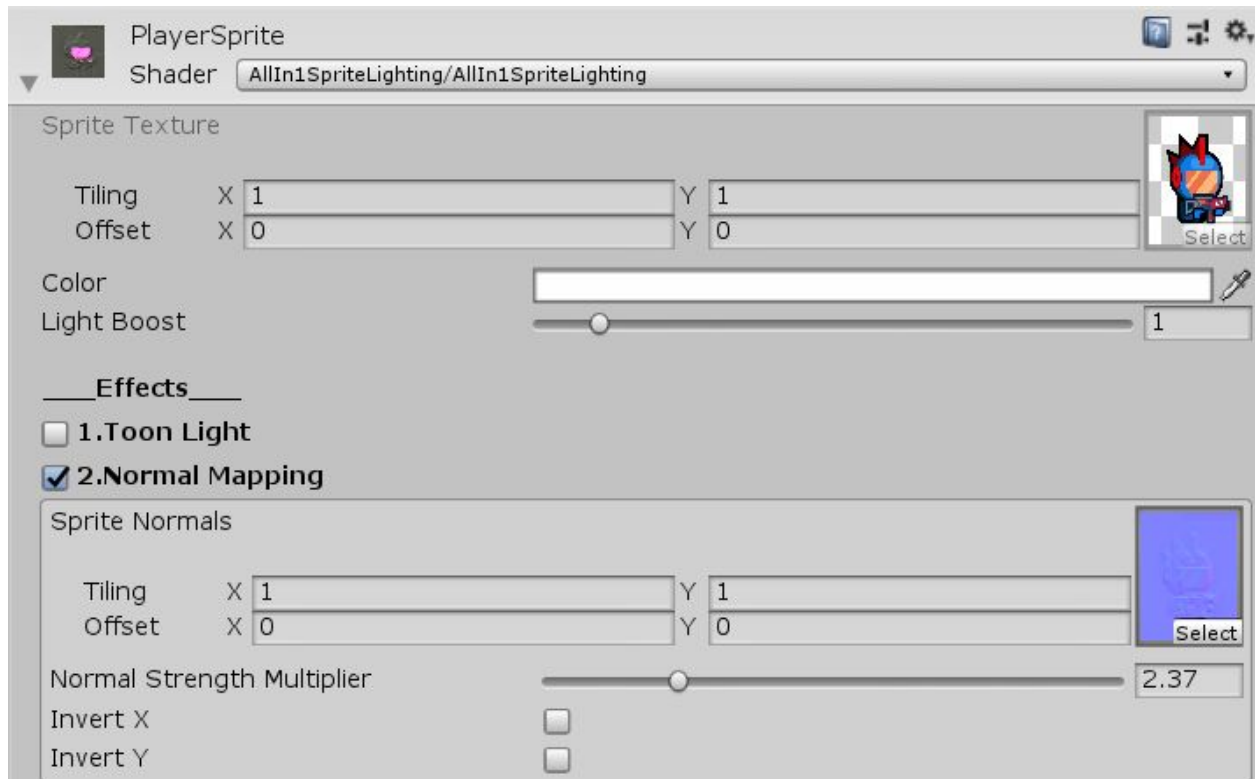 PlayerSprite
Shader AllIn1SpriteLighting/AllIn1SpriteLighting
Sprite Texture
Tiling X 1 Y 1
Offset X 0 Y 0
Select
Color
Light Boost 1
___Effects___
1.Toon Light
2.Normal Mapping
Sprite Normals
Tiling X 1 Y 1
Offset X 0 Y 0
Select
Normal Strength Multiplier 2.37
Invert X
Invert Y